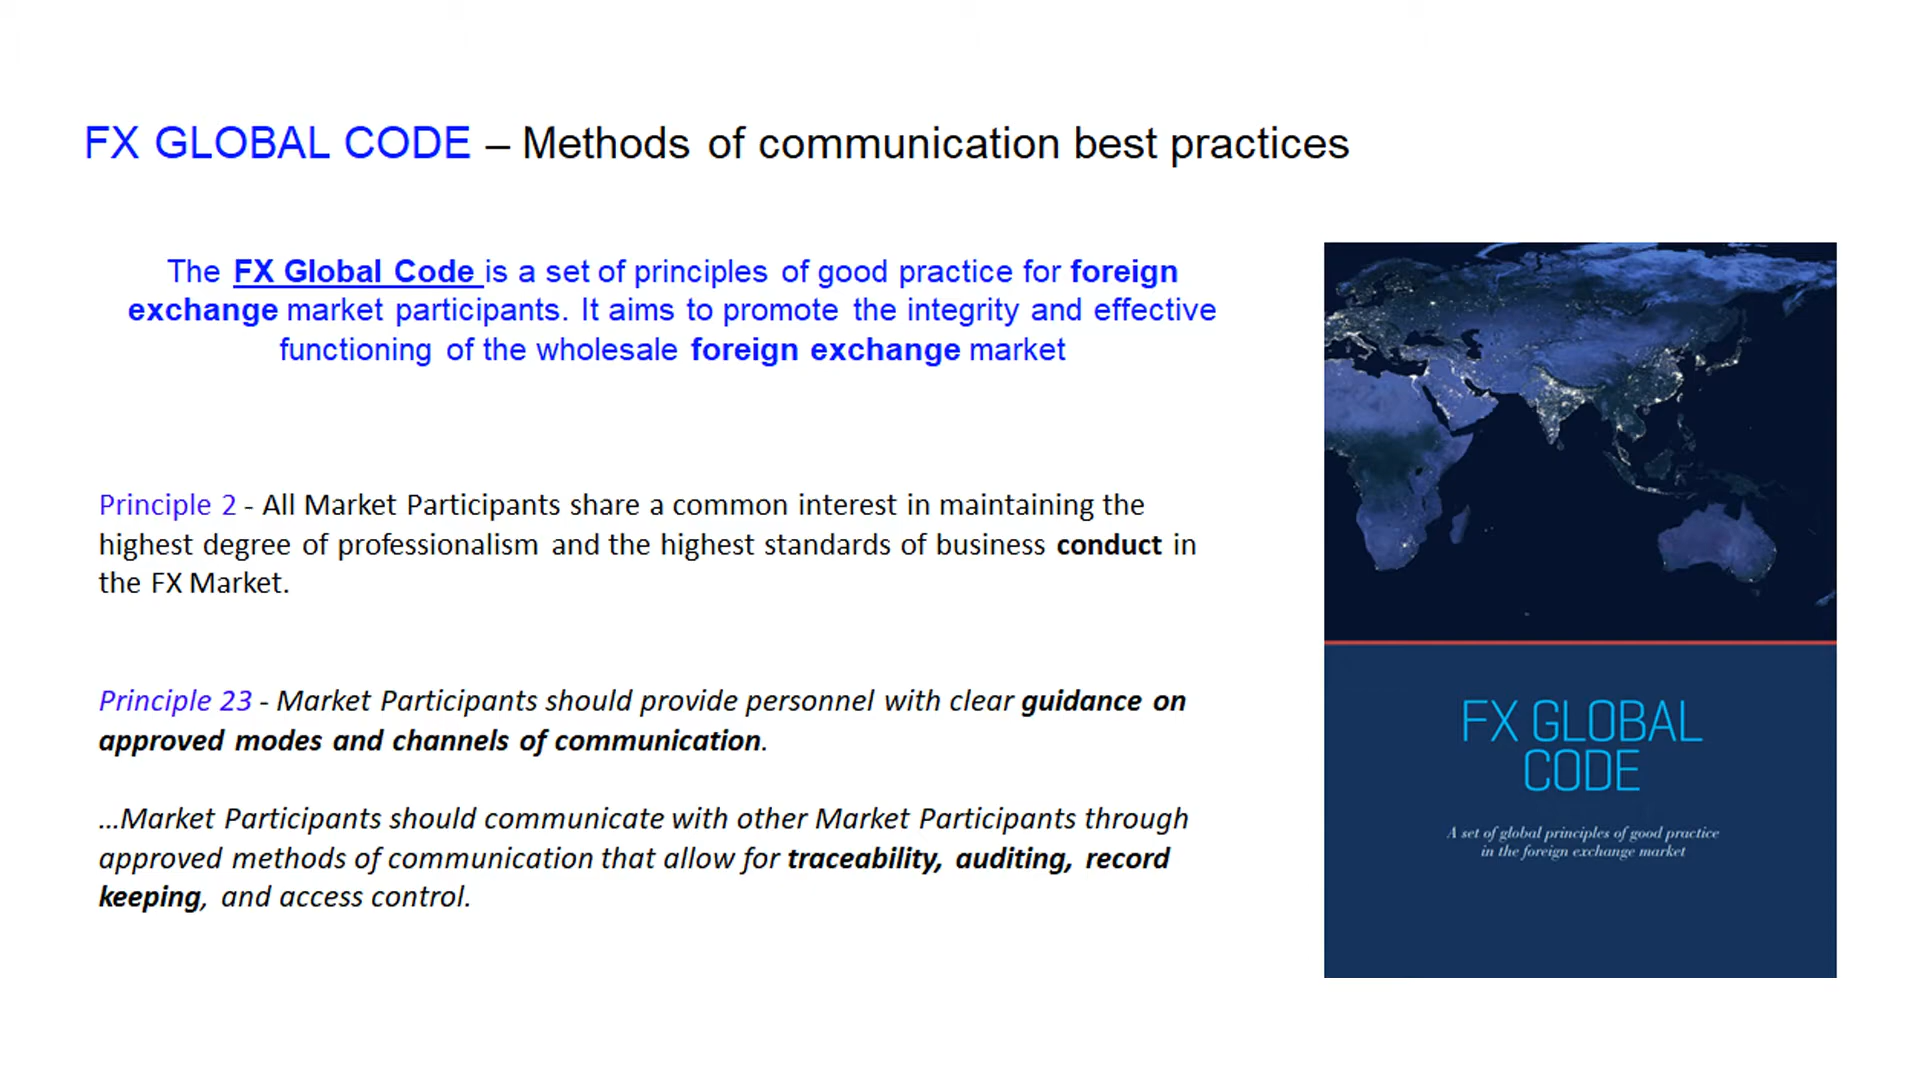 FX GLOBAL CODE – Methods of communication best practices
The FX Global Code is a set of principles of good practice for foreign
exchange market participants. It aims to promote the integrity and effective
functioning of the wholesale foreign exchange market
Principle 2 - All Market Participants share a common interest in maintaining the
highest degree of professionalism and the highest standards of business conduct in
the FX Market.
Principle 23 - Market Participants should provide personnel with clear guidance on
approved modes and channels of communication.
...Market Participants should communicate with other Market Participants through
approved methods of communication that allow for traceability, auditing, record
keeping, and access control.
FX GLOBAL
CODE
A set of global principles of good practice
in the foreign exchange market